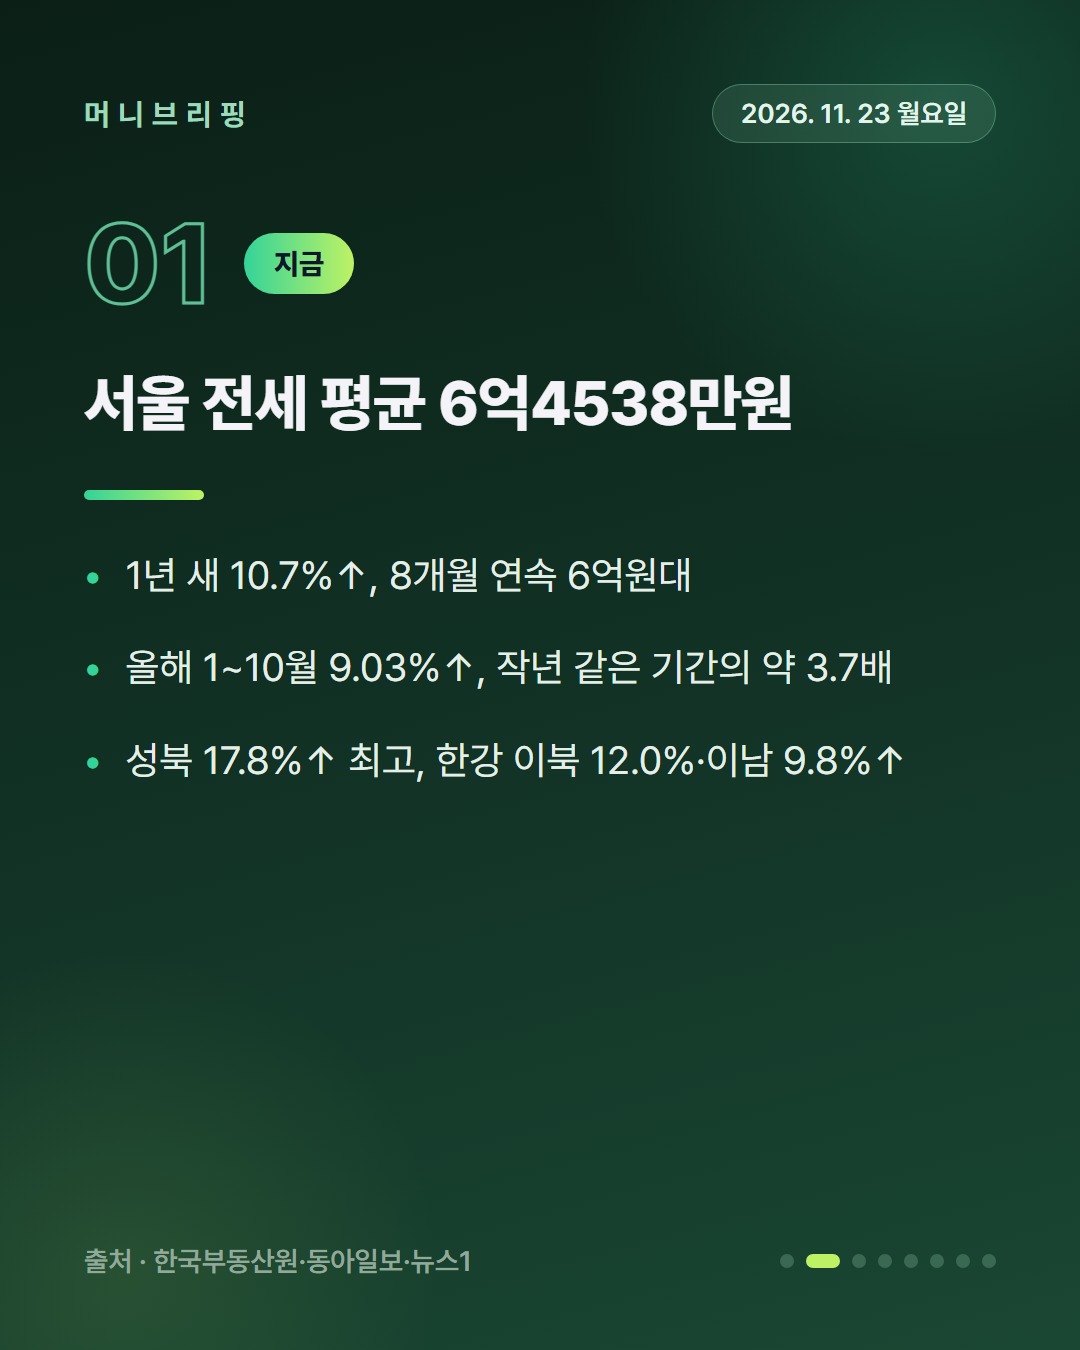 머니브리핑
2026. 11. 23 월요일
01
지금
서울 전세 평균 6억4538만원
• 1년 새 10.7%↑, 8개월 연속 6억원대
• 올해 1~10월 9.03%↑, 작년 같은 기간의 약 3.7배
• 성북 17.8%↑ 최고, 한강 이북 12.0%·이남 9.8%↑
출처 · 한국부동산원·동아일보·뉴스1